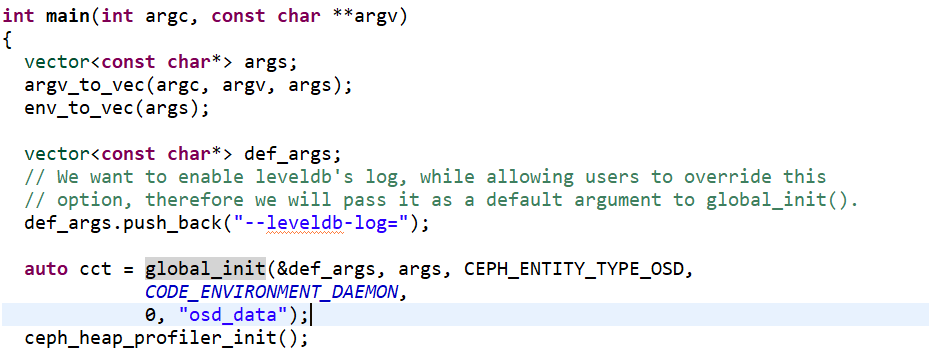 int main(int argc, const char **argv)
{
  vector<const char*> args;
  argv_to_vec(argc, argv, args);
  env_to_vec(args);

  vector<const char*> def_args;
  // We want to enable leveldb's log, while allowing users to override this
  // option, therefore we will pass it as a default argument to global_init().
  def_args.push_back("--leveldb-log=");

  auto cct = global_init(&def_args, args, CEPH_ENTITY_TYPE_OSD,
             CODE_ENVIRONMENT_DAEMON,
             0, "osd_data");
  ceph_heap_profiler_init();